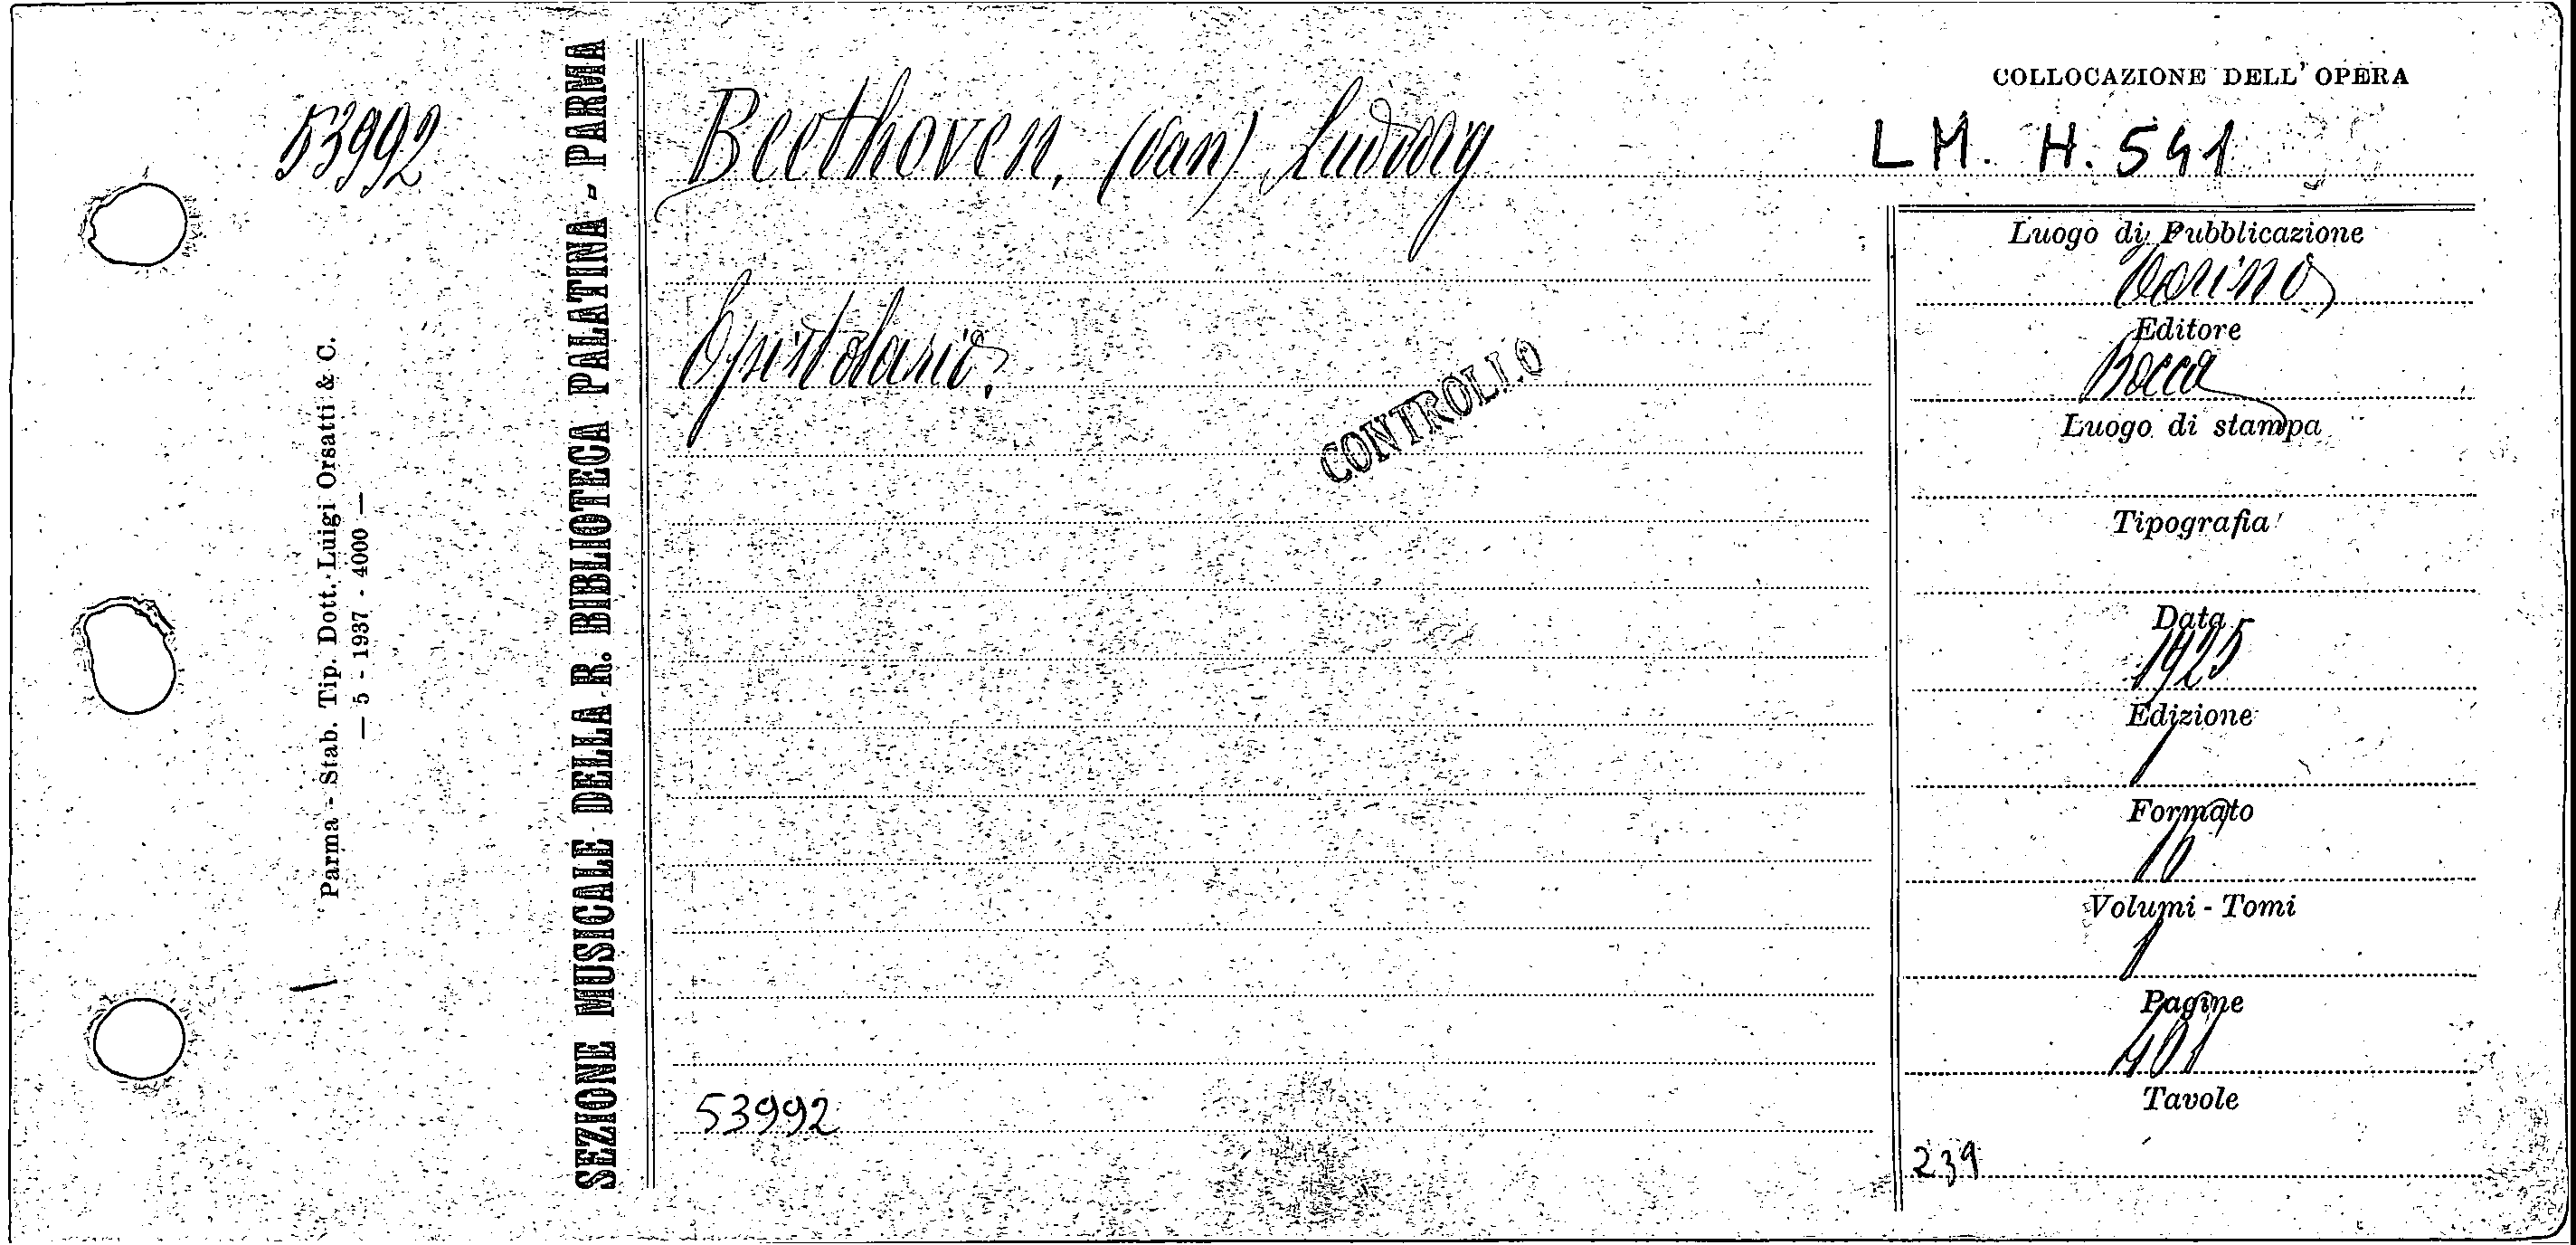 53992
Parma - Stab. Tip. Dott. Luigi Orsatti & C.
— 5 - 1937 - 4000 —
SEZIONE MUSICALE DELLA R. BIBLIOTECA PALATINA - PARMA
Beethoven, (van) Ludwig
Epistolario.
CONTROLLO
53992
COLLOCAZIONE DELL'OPERA
LM. H. 541
Luogo di Pubblicazione
Torino
Editore
Bocca
Luogo di stampa
Tipografia
Data
1925
Edizione
1
Formato
Volumi - Tomi
1
Pagine
401
Tavole
239